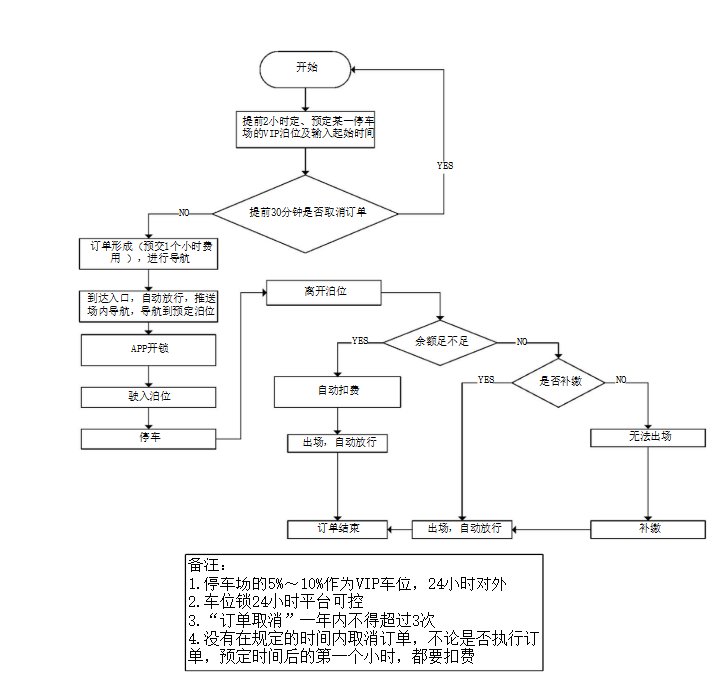 开始
提前2小时定、预定某一停车
场的VIP泊位及输入起始时间
YES
提前30分钟是否取消订单
NO
订单形成（预交1个小时费
用 ），进行导航
到达入口，自动放行，推送
场内导航，导航到预定泊位
APP开锁
驶入泊位
停车
离开泊位
余额足不足
YES
NO
自动扣费
是否补缴
YES
NO
出场，自动放行
无法出场
订单结束
出场，自动放行
补缴
备注：
1.停车场的5%～10%作为VIP车位，24小时对外
2.车位锁24小时平台可控
3.“订单取消”一年内不得超过3次
4.没有在规定的时间内取消订单，不论是否执行订
单，预定时间后的第一个小时，都要扣费